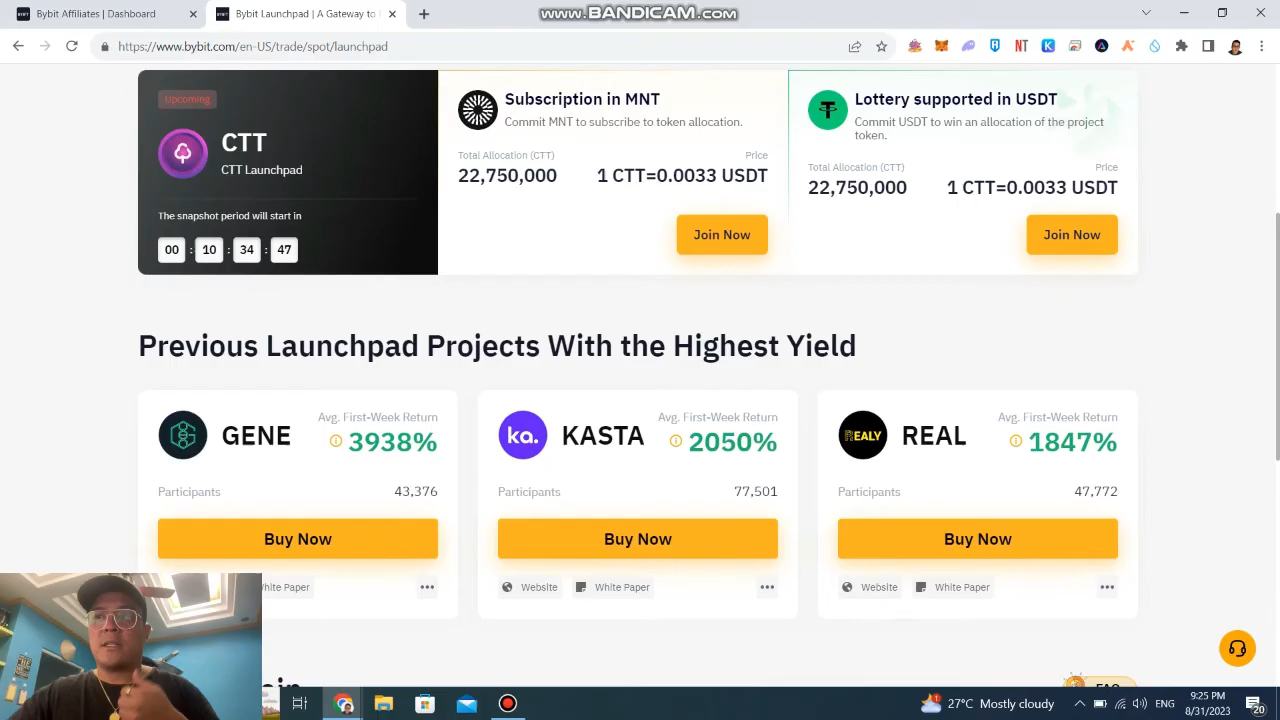 Bybit Affiliates | Dashboard
Bybit Launchpad | A Gateway to
www.BANDICAM.com
https://www.bybit.com/en-US/trade/spot/launchpad
NT
Upcoming
CTT
CTT Launchpad
The snapshot period will start in
00 : 10 : 34 : 47
Subscription in MNT
Commit MNT to subscribe to token allocation.
Total Allocation (CTT) Price
22,750,000 1 CTT=0.0033 USDT
Join Now
Lottery supported in USDT
Commit USDT to win an allocation of the project
token.
Total Allocation (CTT) Price
22,750,000 1 CTT=0.0033 USDT
Join Now
Previous Launchpad Projects With the Highest Yield
GENE
Avg. First-Week Return
3938%
Participants 43,376
Buy Now
White Paper
ka.
KASTA
Avg. First-Week Return
2050%
Participants 77,501
Buy Now
Website White Paper
REALY
REAL
Avg. First-Week Return
1847%
Participants 47,772
Buy Now
Website White Paper
FAQ
27°C Mostly cloudy
ENG
9:25 PM
8/31/2023
20